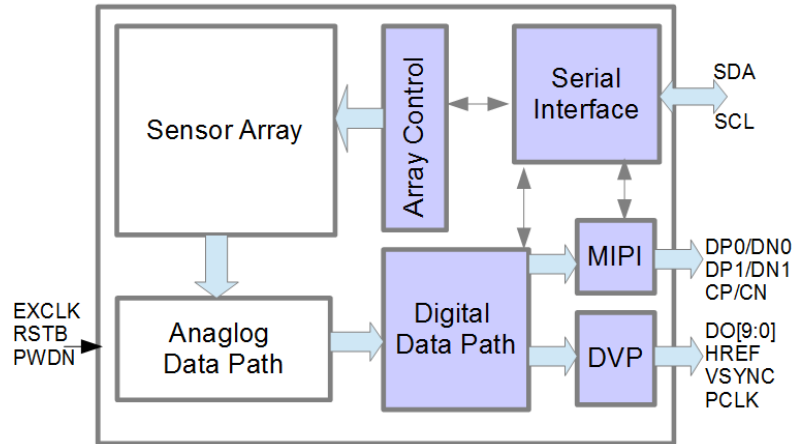 Sensor Array
Array Control
Serial
Interface
SDA
SCL
MIPI
DP0/DN0
DP1/DN1
CP/CN
EXCLK
RSTB
PWDN
Anaglog
Data Path
Digital
Data Path
DVP
DO[9:0]
HREF
VSYNC
PCLK